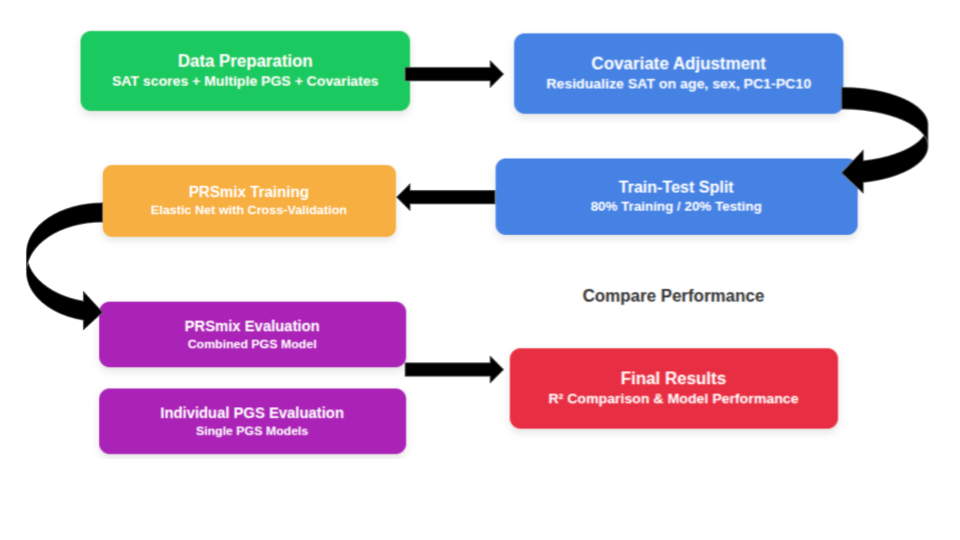 Data Preparation
SAT scores + Multiple PGS + Covariates
Covariate Adjustment
Residualize SAT on age, sex, PC1-PC10
Train-Test Split
80% Training / 20% Testing
PRSmix Training
Elastic Net with Cross-Validation
PRSmix Evaluation
Combined PGS Model
Individual PGS Evaluation
Single PGS Models
Compare Performance
Final Results
R² Comparison & Model Performance